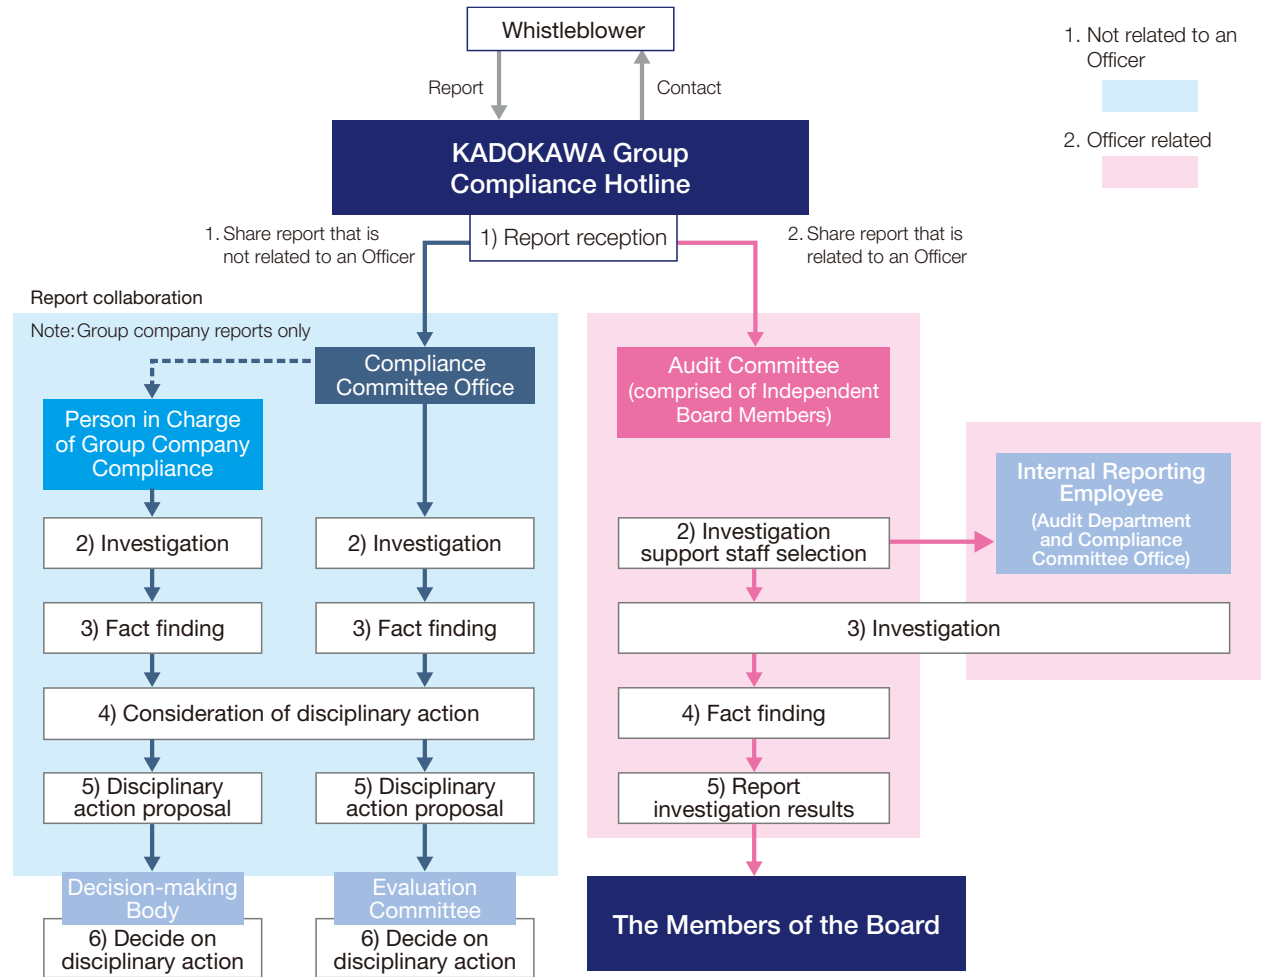 Whistleblower
1. Not related to an
Officer
2. Officer related
Report
Contact
KADOKAWA Group
Compliance Hotline
1) Report reception
1. Share report that is
not related to an Officer
2. Share report that is
related to an Officer
Report collaboration
Note: Group company reports only
Compliance
Committee Office
Person in Charge
of Group Company
Compliance
2) Investigation
2) Investigation
3) Fact finding
3) Fact finding
4) Consideration of disciplinary action
5) Disciplinary
action proposal
5) Disciplinary
action proposal
Decision-making
Body
6) Decide on
disciplinary action
Evaluation
Committee
6) Decide on
disciplinary action
Audit Committee
(comprised of Independent
Board Members)
Internal Reporting
Employee
(Audit Department
and Compliance
Committee Office)
2) Investigation
support staff selection
3) Investigation
4) Fact finding
5) Report
investigation results
The Members of the Board